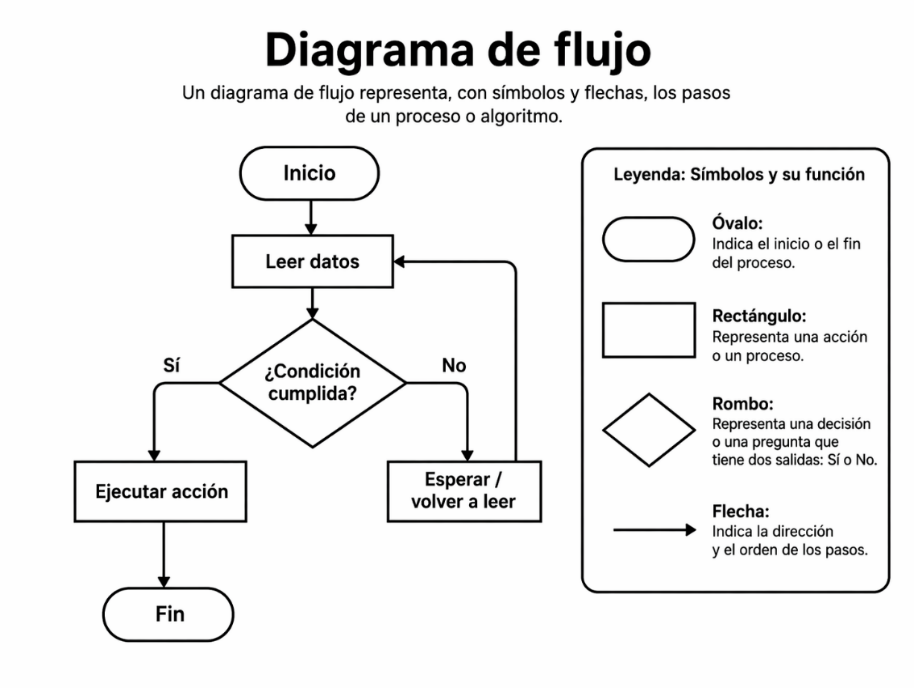 Diagrama de flujo
Un diagrama de flujo representa, con símbolos y flechas, los pasos
de un proceso o algoritmo.
Inicio
Leer datos
¿Condición
cumplida?
Sí
No
Ejecutar acción
Esperar /
volver a leer
Fin
Leyenda: Símbolos y su función
Óvalo:
Indica el inicio o el fin
del proceso.
Rectángulo:
Representa una acción
o un proceso.
Rombo:
Representa una decisión
o una pregunta que
tiene dos salidas: Sí o No.
Flecha:
Indica la dirección
y el orden de los pasos.